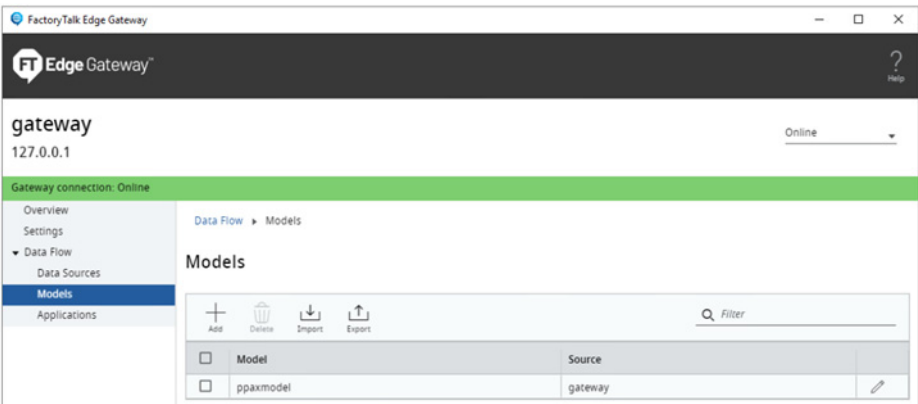 FactoryTalk Edge Gateway
FT Edge Gateway™
Help
gateway
Online
127.0.0.1
Gateway connection: Online
Overview
Settings
Data Flow
Data Sources
Models
Applications
Data Flow ▸ Models
Models
Add Delete Import Export
Filter
Model Source
ppaxmodel gateway